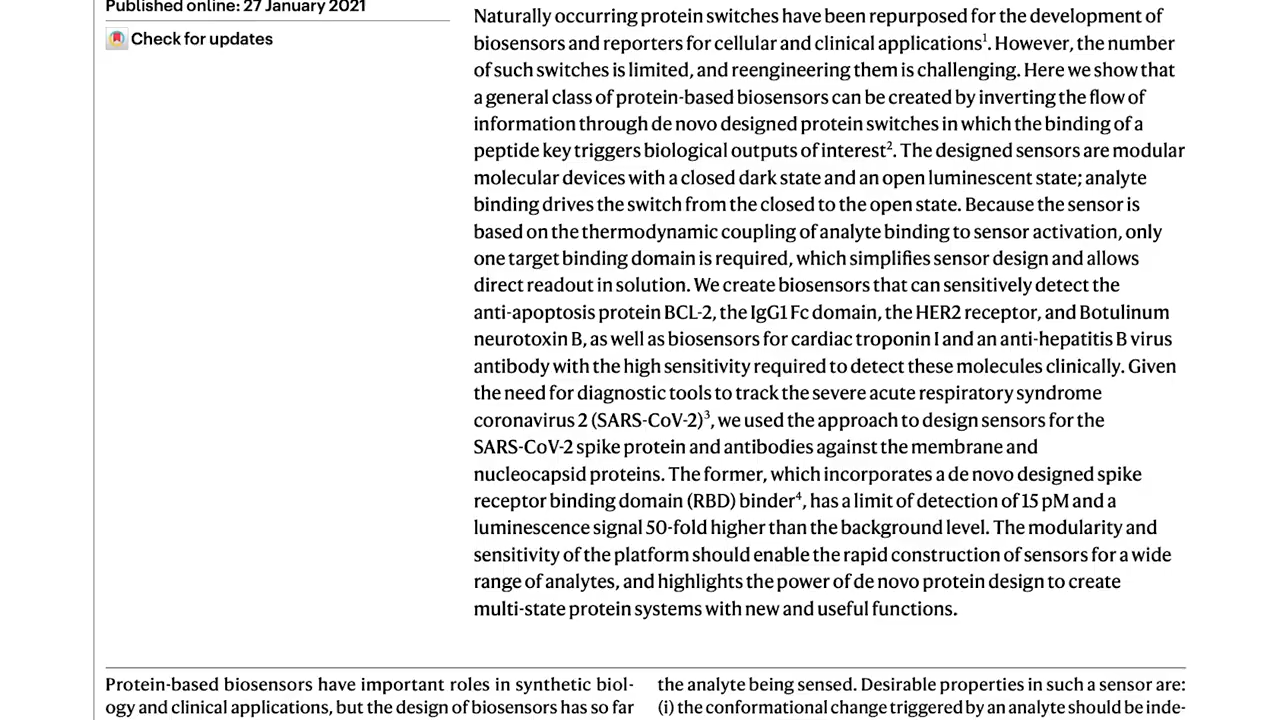 Published online: 27 January 2021
Check for updates
Naturally occurring protein switches have been repurposed for the development of
biosensors and reporters for cellular and clinical applications¹. However, the number
of such switches is limited, and reengineering them is challenging. Here we show that
a general class of protein-based biosensors can be created by inverting the flow of
information through de novo designed protein switches in which the binding of a
peptide key triggers biological outputs of interest². The designed sensors are modular
molecular devices with a closed dark state and an open luminescent state; analyte
binding drives the switch from the closed to the open state. Because the sensor is
based on the thermodynamic coupling of analyte binding to sensor activation, only
one target binding domain is required, which simplifies sensor design and allows
direct readout in solution. We create biosensors that can sensitively detect the
anti-apoptosis protein BCL-2, the IgG1 Fc domain, the HER2 receptor, and Botulinum
neurotoxin B, as well as biosensors for cardiac troponin I and an anti-hepatitis B virus
antibody with the high sensitivity required to detect these molecules clinically. Given
the need for diagnostic tools to track the severe acute respiratory syndrome
coronavirus 2 (SARS-CoV-2)³, we used the approach to design sensors for the
SARS-CoV-2 spike protein and antibodies against the membrane and
nucleocapsid proteins. The former, which incorporates a de novo designed spike
receptor binding domain (RBD) binder⁴, has a limit of detection of 15 pM and a
luminescence signal 50-fold higher than the background level. The modularity and
sensitivity of the platform should enable the rapid construction of sensors for a wide
range of analytes, and highlights the power of de novo protein design to create
multi-state protein systems with new and useful functions.
Protein-based biosensors have important roles in synthetic biol-
ogy and clinical applications, but the design of biosensors has so far
the analyte being sensed. Desirable properties in such a sensor are:
(i) the conformational change triggered by an analyte should be inde-